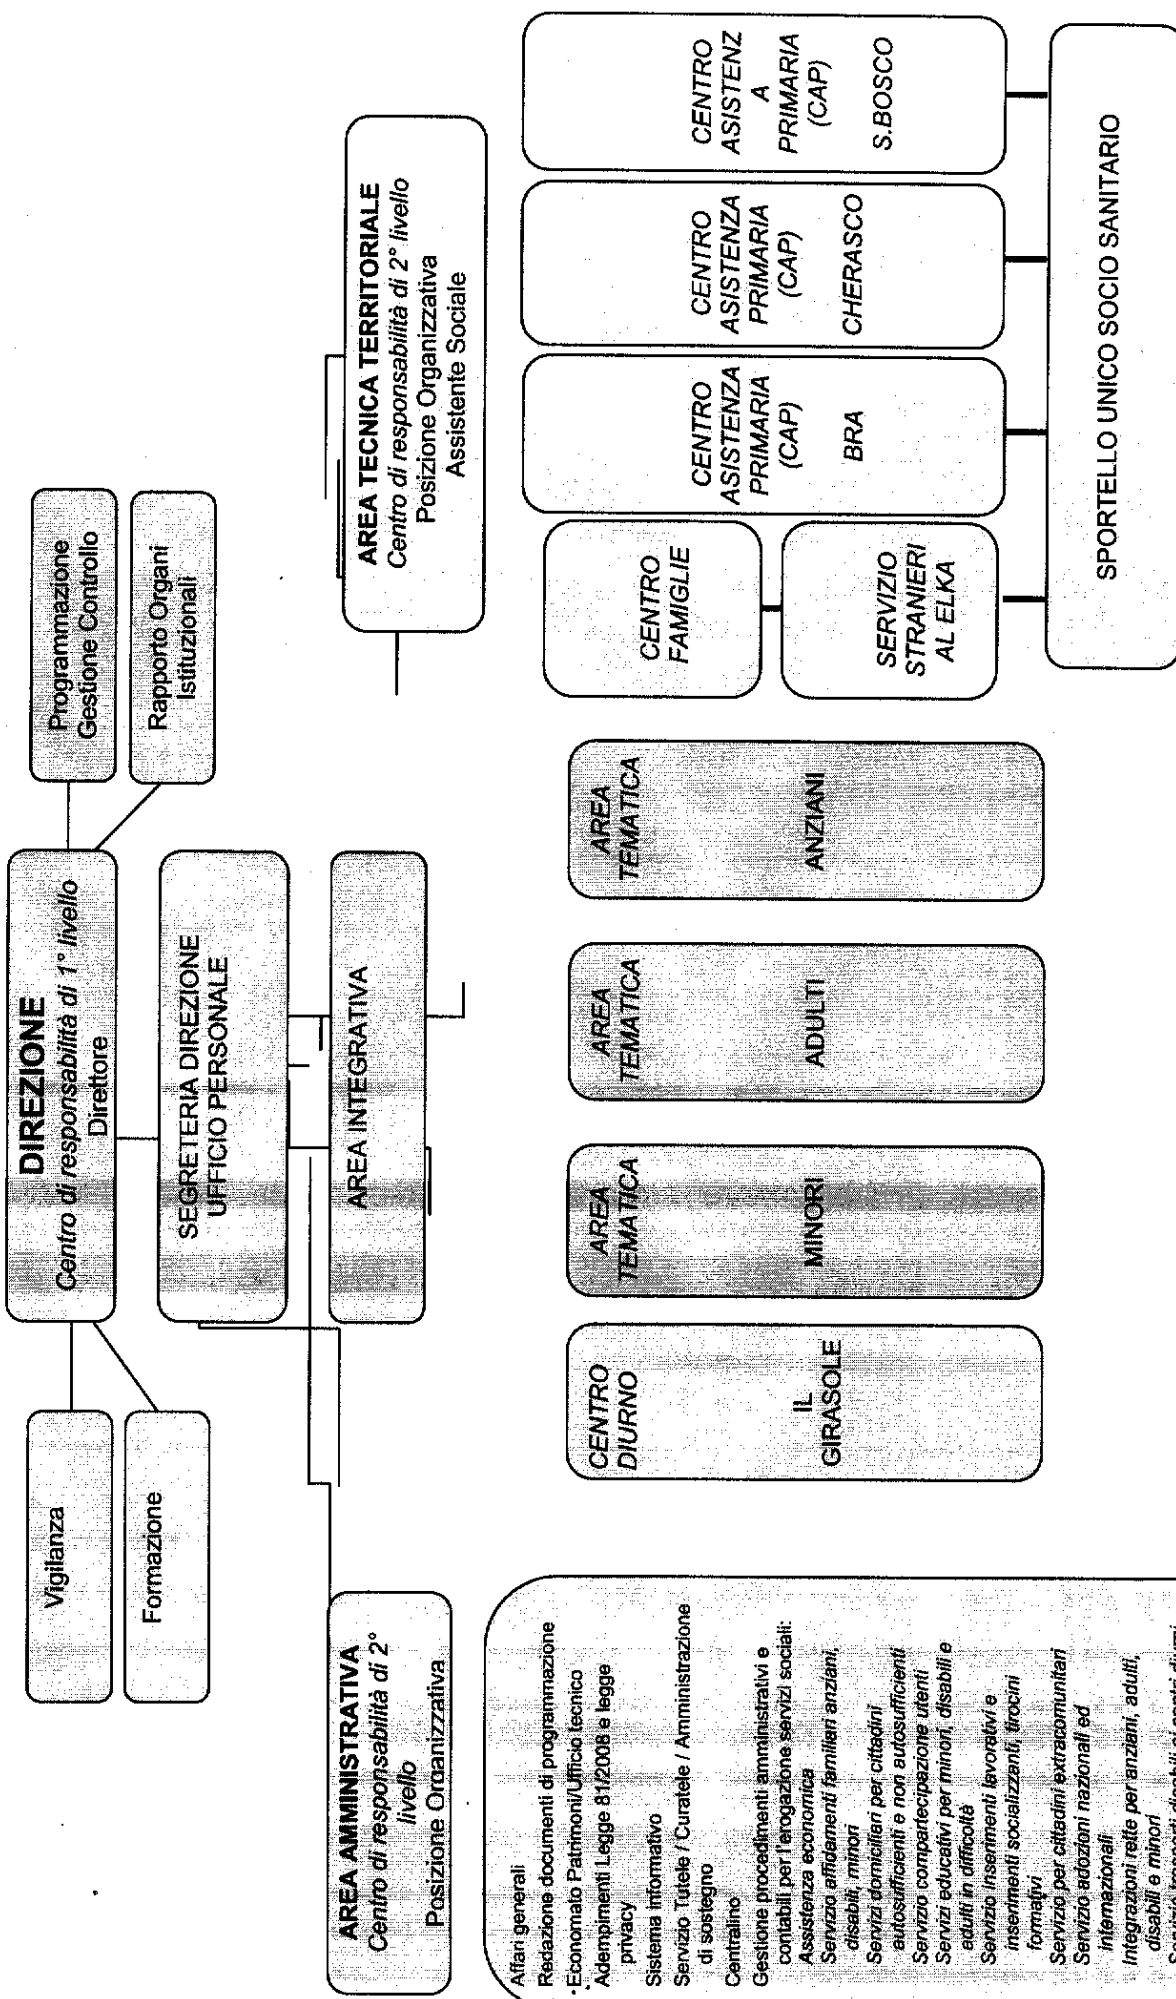 DIREZIONE
Centro di responsabilità di 1° livello
Direttore
Vigilanza
Formazione
Programmazione
Gestione Controllo
Rapporto Organi
Istituzionali
SEGRETERIA DIREZIONE
UFFICIO PERSONALE
AREA INTEGRATIVA
AREA AMMINISTRATIVA
Centro di responsabilità di 2°
livello
Posizione Organizzativa
AREA TECNICA TERRITORIALE
Centro di responsabilità di 2° livello
Posizione Organizzativa
Assistente Sociale
Affari generali
Redazione documenti di programmazione
Economato Patrimoni/Ufficio tecnico
Adempimenti Legge 81/2008 e legge
privacy
Sistema informativo
Servizio Tutele / Curatele / Amministrazione
di sostegno
Centralino
Gestione procedimenti amministrativi e
contabili per l'erogazione servizi sociali:
Assistenza economica
Servizio affidamenti familiari anziani,
disabili, minori
Servizi domiciliari per cittadini
autosufficienti e non autosufficienti
Servizio compartecipazione utenti
Servizi educativi per minori, disabili e
adulti in difficoltà
Servizio Inserimenti lavorativi e
inserimenti socializzanti, tirocini
formativi
Servizio per cittadini extracomunitari
Servizio adozioni nazionali ed
internazionali
Integrazioni rette per anziani, adulti,
disabili e minori
CENTRO
DIURNO
IL
GIRASOLE
AREA
TEMATICA
MINORI
AREA
TEMATICA
ADULTI
AREA
TEMATICA
ANZIANI
CENTRO
FAMIGLIE
SERVIZIO
STRANIERI
AL ELKA
CENTRO
ASISTENZA
PRIMARIA
(CAP)
BRA
CENTRO
ASISTENZA
PRIMARIA
(CAP)
CHERASCO
CENTRO
ASISTENZ
A
PRIMARIA
(CAP)
S.BOSCO
SPORTELLO UNICO SOCIO SANITARIO